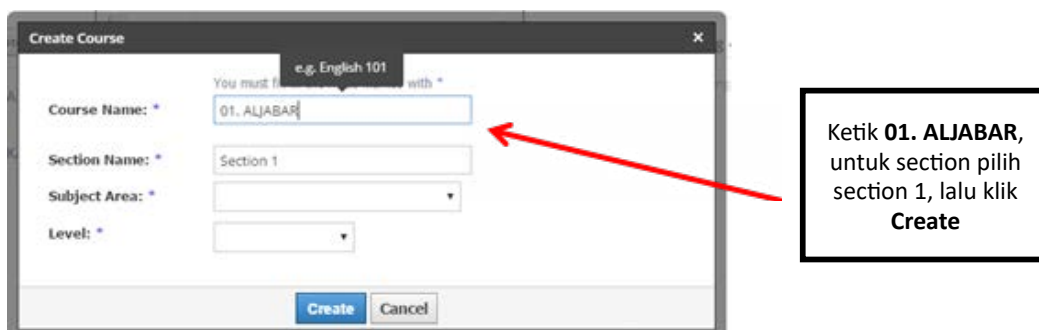 Create Course ×
e.g. English 101
You must with *
Course Name: * 01. ALJABAR
Section Name: * Section 1
Subject Area: *
Level: *
Create Cancel
Ketik 01. ALJABAR,
untuk section pilih
section 1, lalu klik
Create